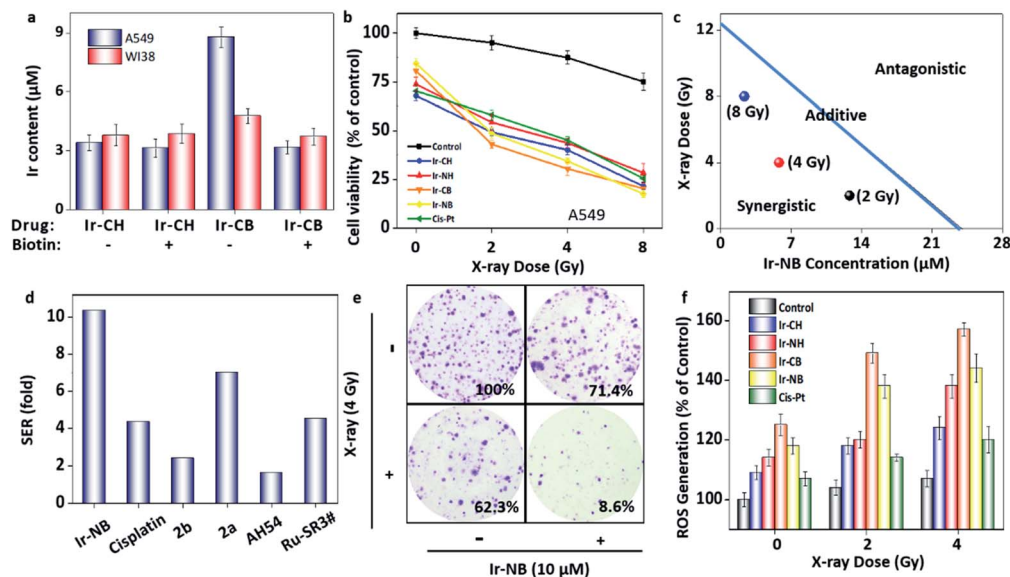 a
Ir content (µM)
9
6
3
0
A549
WI38
Drug: Ir-CH Ir-CH Ir-CB Ir-CB
Biotin: - + - +
b
Cell viability (% of control)
100
75
50
25
0
Control
Ir-CH
Ir-NH
Ir-CB
Ir-NB
Cis-Pt
A549
0 2 4 8
X-ray Dose (Gy)
c
X-ray Dose (Gy)
12
8
4
0
Antagonistic
Additive
(8 Gy)
(4 Gy)
(2 Gy)
Synergistic
7 14 21 28
Ir-NB Concentration (µM)
d
SER (fold)
10
8
6
4
2
0
Ir-NB Cisplatin 2b 2a AH54 Ru-SR3#
e
X-ray (4 Gy)
-
+
100% 71.4%
62.3% 8.6%
- +
Ir-NB (10 µM)
f
ROS Generation (% of Control)
160
140
120
100
Control
Ir-CH
Ir-NH
Ir-CB
Ir-NB
Cis-Pt
0 2 4
X-ray Dose (Gy)